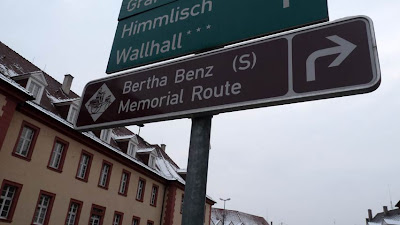 Himmlisch
Wallhall ***
Bertha Benz (S)
Memorial Route